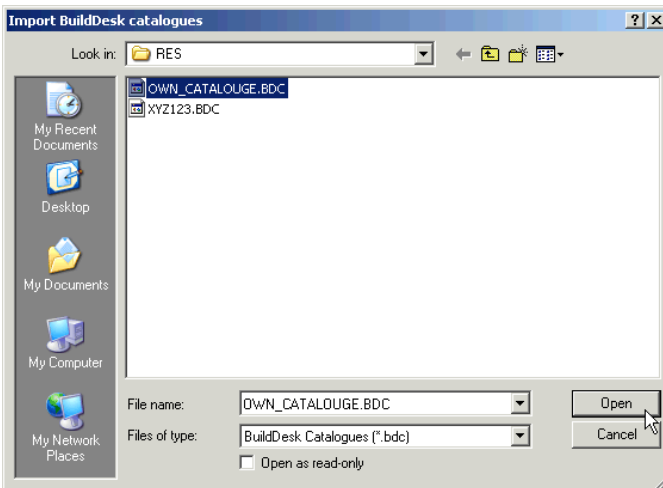 Import BuildDesk catalogues
Look in:
RES
OWN_CATALOUGE.BDC
XYZ123.BDC
My Recent
Documents
Desktop
My Documents
My Computer
My Network
Places
File name:
OWN_CATALOUGE.BDC
Open
Files of type:
BuildDesk Catalogues (*.bdc)
Cancel
Open as read-only